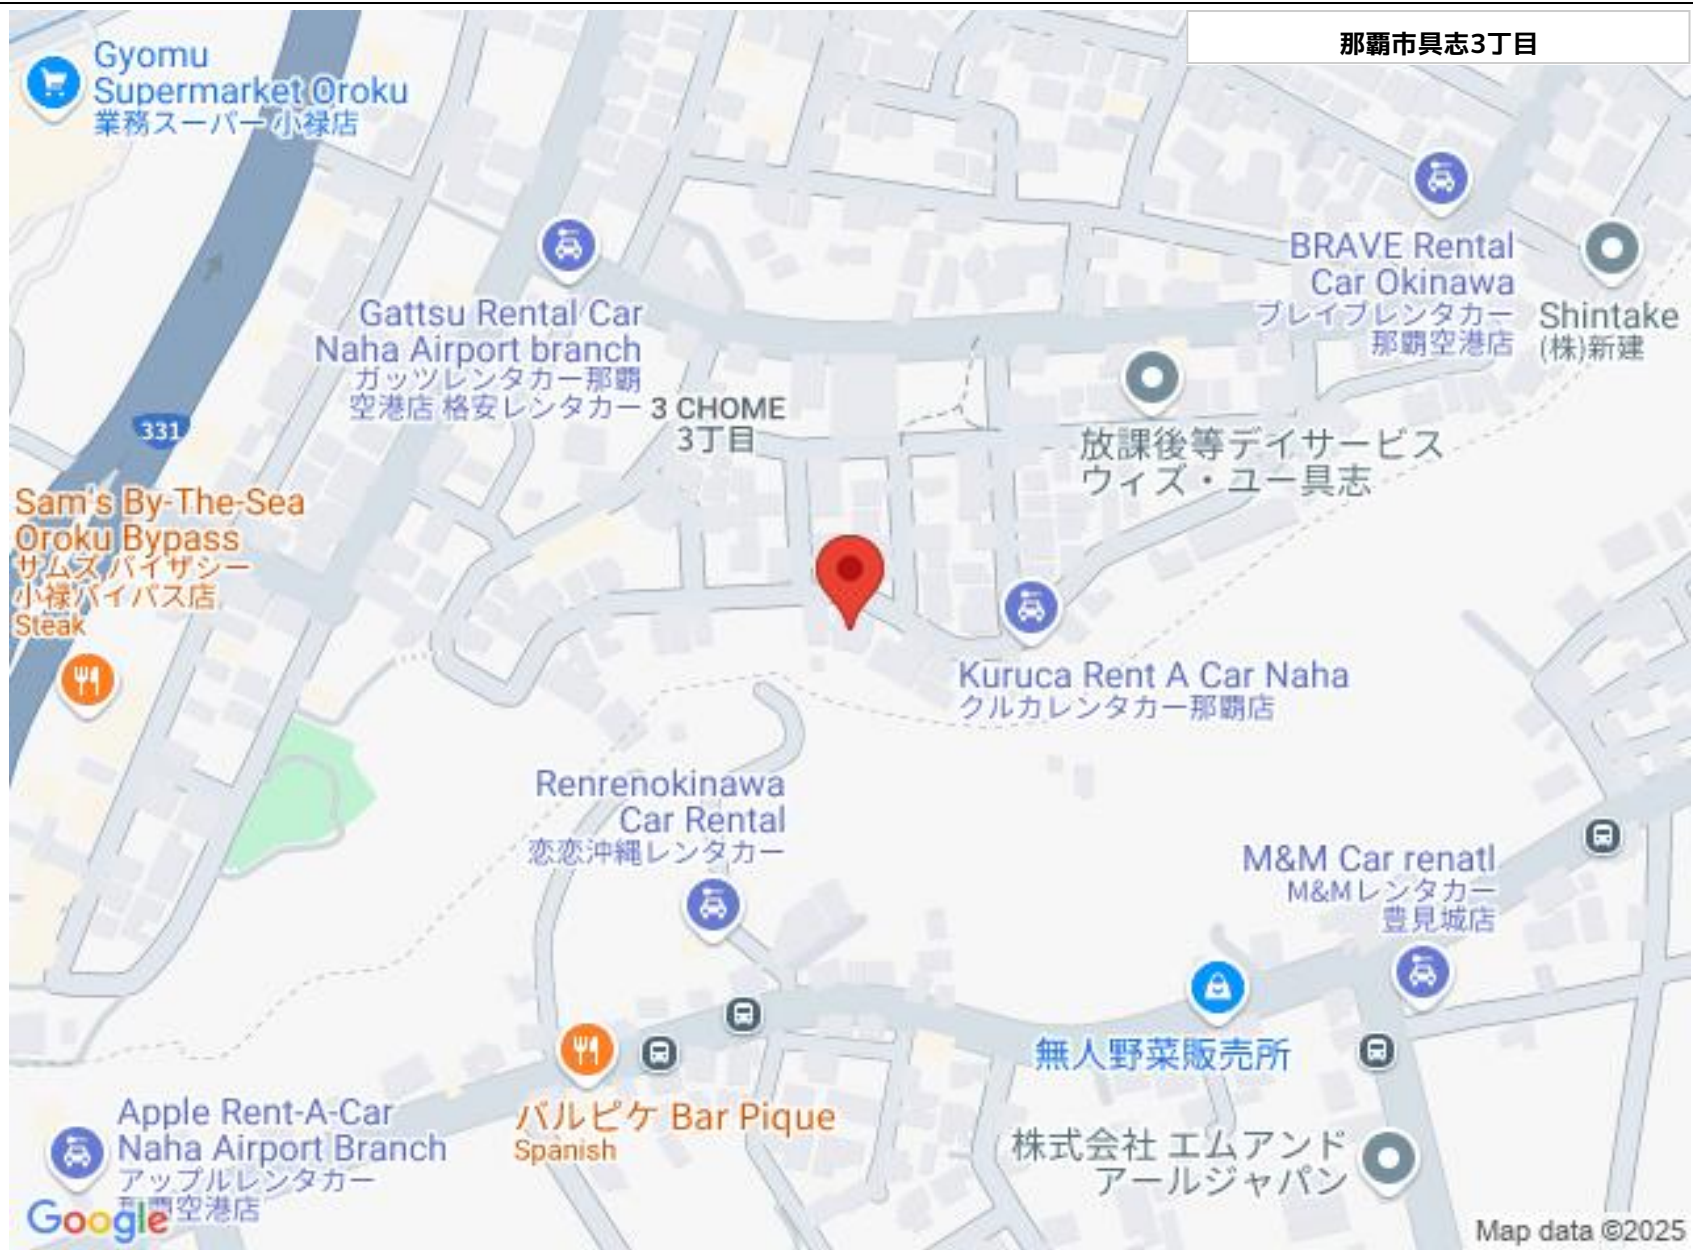 那覇市具志3丁目
Gyomu
Supermarket Oroku
業務スーパー 小禄店
BRAVE Rental
Car Okinawa
ブレイブレンタカー
那覇空港店
Shintake
(株)新建
Gattsu Rental Car
Naha Airport branch
ガッツレンタカー那覇
空港店 格安レンタカー
3 CHOME
3丁目
331
放課後等デイサービス
ウィズ・ユー具志
Sam's By-The-Sea
Oroku Bypass
サムズ バイザシー
小禄バイパス店
Steak
Kuruca Rent A Car Naha
クルカレンタカー那覇店
Renrenokinawa
Car Rental
恋恋沖縄レンタカー
M&M Car renatl
M&Mレンタカー
豊見城店
無人野菜販売所
バルピケ Bar Pique
Spanish
Apple Rent-A-Car
Naha Airport Branch
アップルレンタカー
那覇空港店
株式会社 エムアンド
アールジャパン
Google
Map data ©2025